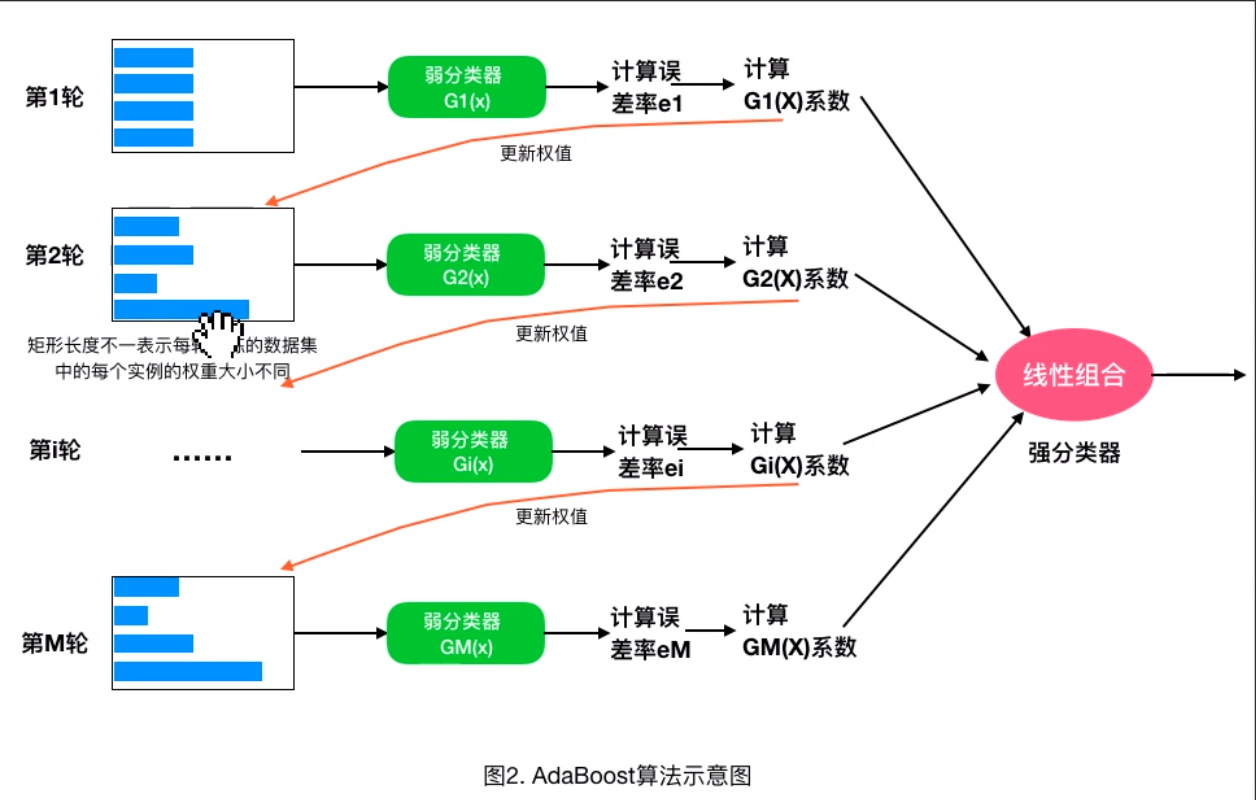 第1轮
弱分类器
G1(x)
计算误
差率e1
计算
G1(X)系数
更新权值
第2轮
弱分类器
G2(x)
计算误
差率e2
计算
G2(X)系数
更新权值
矩形长度不一表示每 的数据集
中的每个实例的权重大小不同
线性组合
强分类器
第i轮
......
弱分类器
Gi(x)
计算误
差率ei
计算
Gi(X)系数
更新权值
第M轮
弱分类器
GM(x)
计算误
差率eM
计算
GM(X)系数
图2. AdaBoost算法示意图